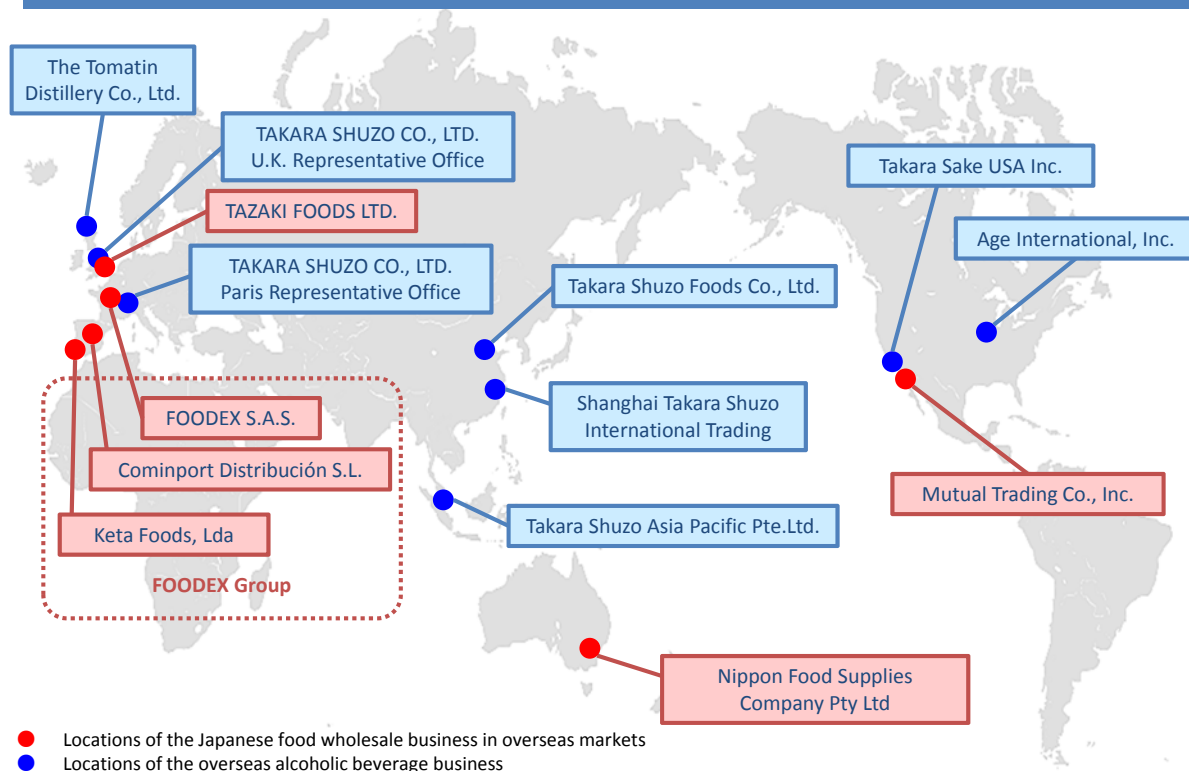 The Tomatin
Distillery Co., Ltd.
TAKARA SHUZO CO., LTD.
U.K. Representative Office
TAZAKI FOODS LTD.
TAKARA SHUZO CO., LTD.
Paris Representative Office
Takara Shuzo Foods Co., Ltd.
Takara Sake USA Inc.
Age International, Inc.
FOODEX S.A.S.
Cominport Distribución S.L.
Keta Foods, Lda
FOODEX Group
Shanghai Takara Shuzo
International Trading
Takara Shuzo Asia Pacific Pte.Ltd.
Mutual Trading Co., Inc.
Nippon Food Supplies
Company Pty Ltd
Locations of the Japanese food wholesale business in overseas markets
Locations of the overseas alcoholic beverage business